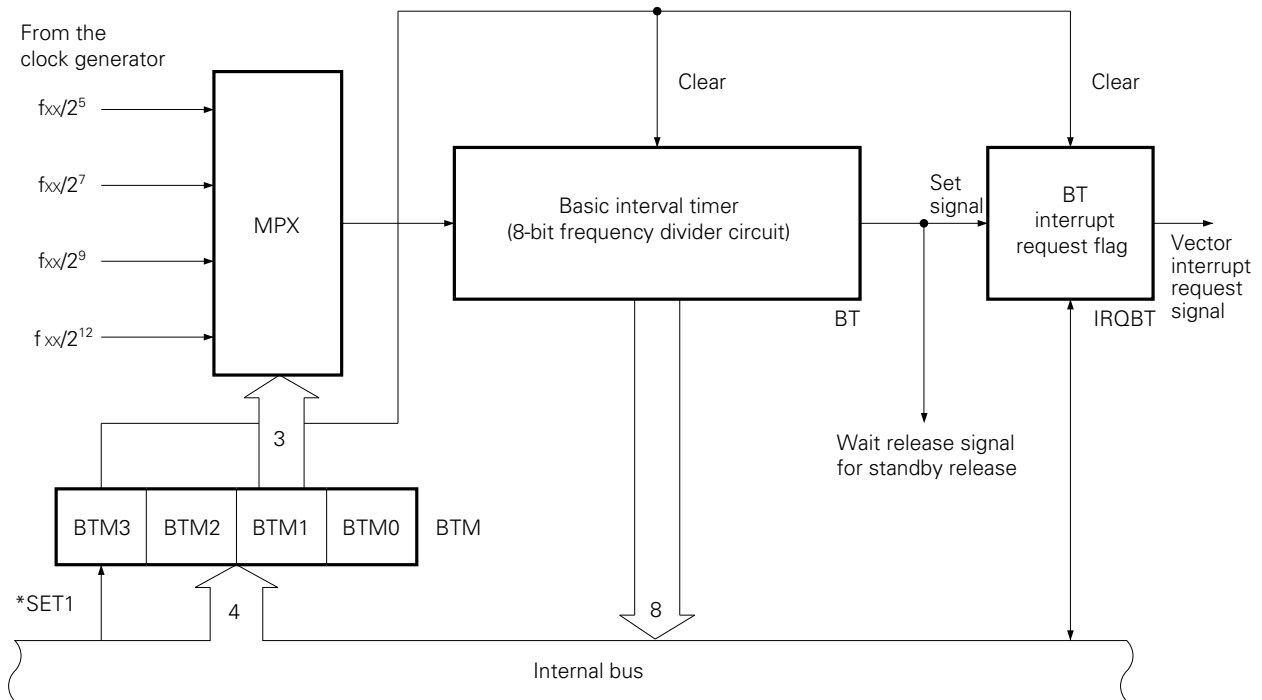 From the
clock generator
fxx/2⁵
fxx/2⁷
fxx/2⁹
fxx/2¹²
MPX
Clear
Clear
Basic interval timer
(8-bit frequency divider circuit)
BT
Set
signal
BT
interrupt
request flag
IRQBT
Vector
interrupt
request
signal
Wait release signal
for standby release
3
BTM3
BTM2
BTM1
BTM0
BTM
*SET1
4
8
Internal bus